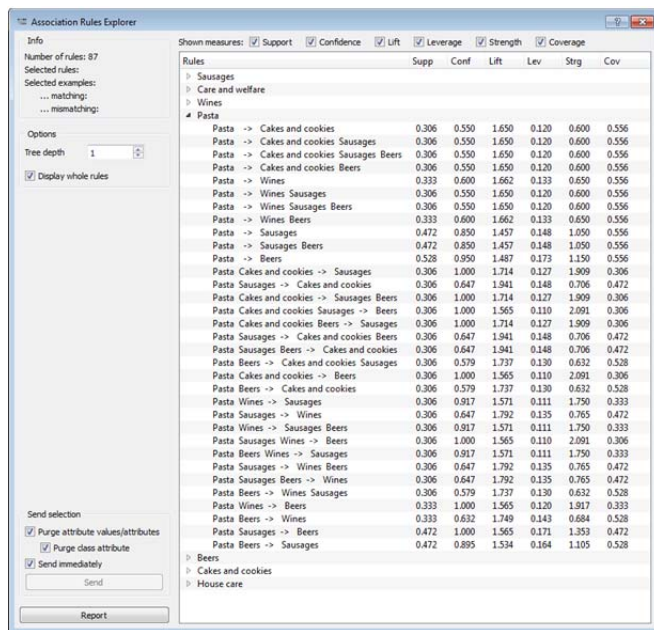 Association Rules Explorer
Info
Number of rules: 87
Selected rules:
Selected examples:
... matching:
... mismatching:
Options
Tree depth 1
Display whole rules
Send selection
Purge attribute values/attributes
Purge class attribute
Send immediately
Send
Report
Shown measures: Support Confidence Lift Leverage Strength Coverage
Rules Supp Conf Lift Lev Strg Cov
Sausages
Care and welfare
Wines
Pasta
Pasta -> Cakes and cookies 0.306 0.550 1.650 0.120 0.600 0.556
Pasta -> Cakes and cookies Sausages 0.306 0.550 1.650 0.120 0.600 0.556
Pasta -> Cakes and cookies Sausages Beers 0.306 0.550 1.650 0.120 0.600 0.556
Pasta -> Cakes and cookies Beers 0.306 0.550 1.650 0.120 0.600 0.556
Pasta -> Wines 0.333 0.600 1.662 0.133 0.650 0.556
Pasta -> Wines Sausages 0.306 0.550 1.650 0.120 0.600 0.556
Pasta -> Wines Sausages Beers 0.306 0.550 1.650 0.120 0.600 0.556
Pasta -> Wines Beers 0.333 0.600 1.662 0.133 0.650 0.556
Pasta -> Sausages 0.472 0.850 1.457 0.148 1.050 0.556
Pasta -> Sausages Beers 0.472 0.850 1.457 0.148 1.050 0.556
Pasta -> Beers 0.528 0.950 1.487 0.173 1.150 0.556
Pasta Cakes and cookies -> Sausages 0.306 1.000 1.714 0.127 1.909 0.306
Pasta Sausages -> Cakes and cookies 0.306 0.647 1.941 0.148 0.706 0.472
Pasta Cakes and cookies -> Sausages Beers 0.306 1.000 1.714 0.127 1.909 0.306
Pasta Cakes and cookies Sausages -> Beers 0.306 1.000 1.565 0.110 2.091 0.306
Pasta Cakes and cookies Beers -> Sausages 0.306 1.000 1.714 0.127 1.909 0.306
Pasta Sausages -> Cakes and cookies Beers 0.306 0.647 1.941 0.148 0.706 0.472
Pasta Sausages Beers -> Cakes and cookies 0.306 0.647 1.941 0.148 0.706 0.472
Pasta Beers -> Cakes and cookies Sausages 0.306 0.579 1.737 0.130 0.632 0.528
Pasta Cakes and cookies -> Beers 0.306 1.000 1.565 0.110 2.091 0.306
Pasta Beers -> Cakes and cookies 0.306 0.579 1.737 0.130 0.632 0.528
Pasta Wines -> Sausages 0.306 0.917 1.571 0.111 1.750 0.333
Pasta Sausages -> Wines 0.306 0.647 1.792 0.135 0.765 0.472
Pasta Wines -> Sausages Beers 0.306 0.917 1.571 0.111 1.750 0.333
Pasta Sausages Wines -> Beers 0.306 1.000 1.565 0.110 2.091 0.306
Pasta Beers Wines -> Sausages 0.306 0.917 1.571 0.111 1.750 0.333
Pasta Sausages -> Wines Beers 0.306 0.647 1.792 0.135 0.765 0.472
Pasta Sausages Beers -> Wines 0.306 0.647 1.792 0.135 0.765 0.472
Pasta Beers -> Wines Sausages 0.306 0.579 1.737 0.130 0.632 0.528
Pasta Wines -> Beers 0.333 1.000 1.565 0.120 1.917 0.333
Pasta Beers -> Wines 0.333 0.632 1.749 0.143 0.684 0.528
Pasta Sausages -> Beers 0.472 1.000 1.565 0.171 1.353 0.472
Pasta Beers -> Sausages 0.472 0.895 1.534 0.164 1.105 0.528
Beers
Cakes and cookies
House care